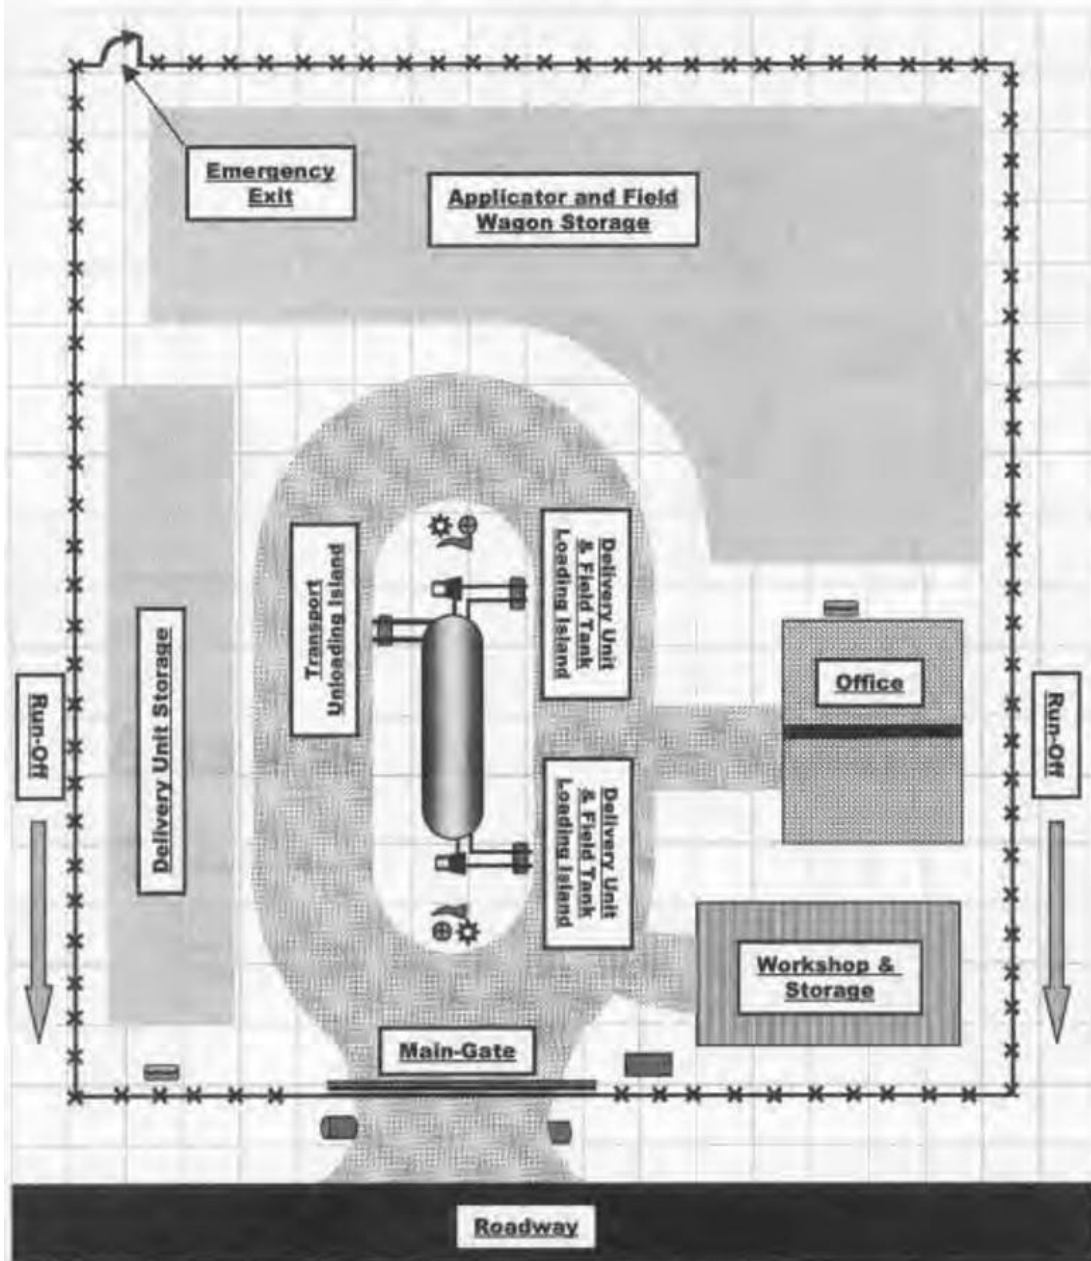 Emergency
Exit
Applicator and Field
Wagon Storage
Transport
Unloading Island
Delivery Unit
& Field Tank
Loading Island
Run-Off
Delivery Unit Storage
Office
Run-Off
Delivery Unit
& Field Tank
Loading Island
Workshop &
Storage
Main-Gate
Roadway